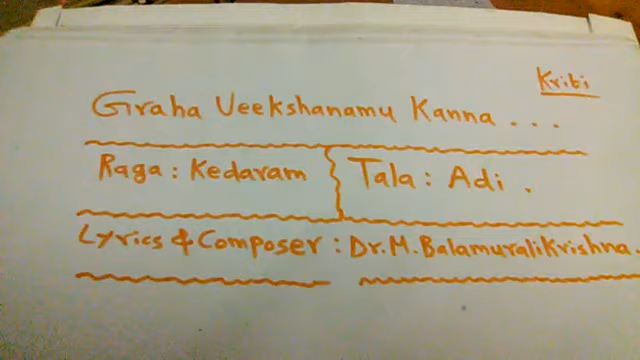 Kriti
Graha Veekshanamu Kanna . . .
Raga : Kedaram
Tala : Adi .
Lyrics & Composer : Dr. M. BalamuraliKrishna.